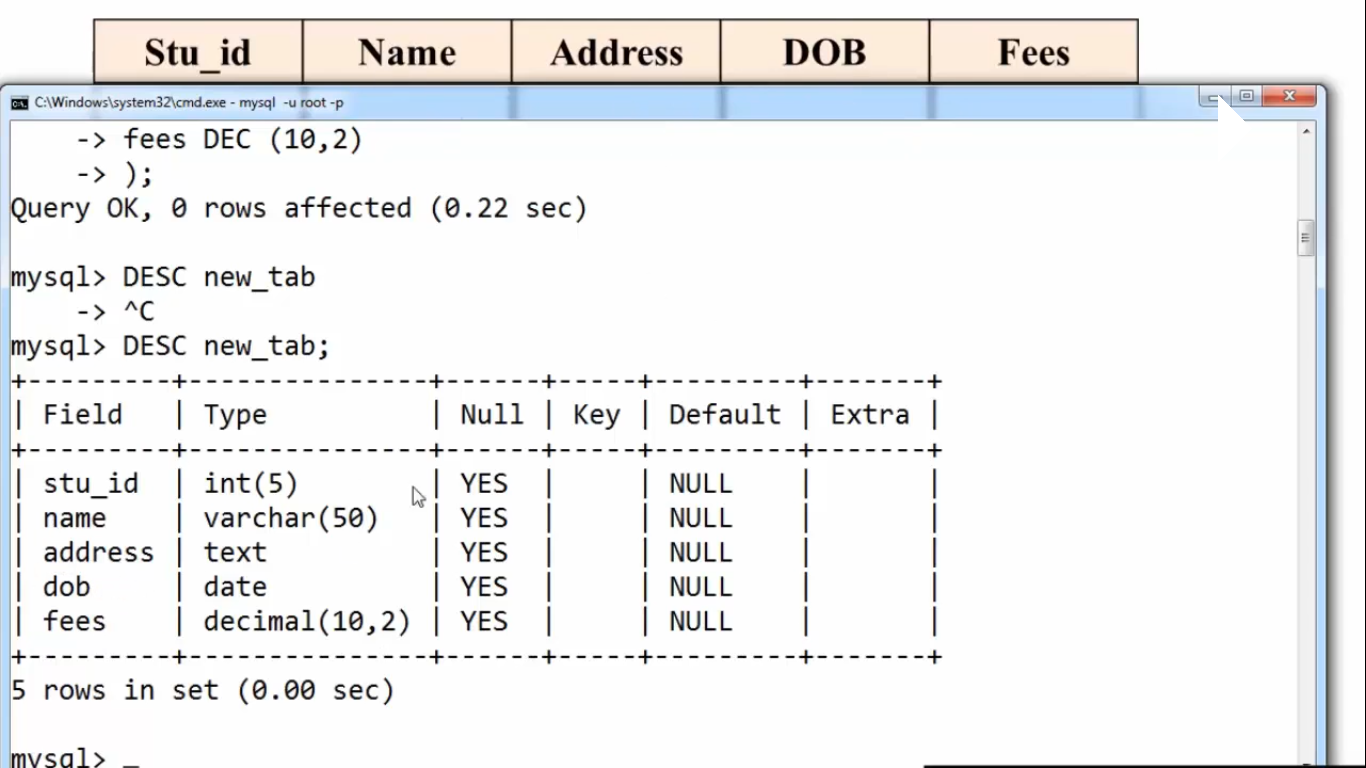 Stu_id Name Address DOB Fees
C:\Windows\system32\cmd.exe - mysql -u root -p
-> fees DEC (10,2)
-> );
Query OK, 0 rows affected (0.22 sec)
mysql> DESC new_tab
-> ^C
mysql> DESC new_tab;
+---------+---------------+------+-----+---------+-------+
| Field | Type | Null | Key | Default | Extra |
+---------+---------------+------+-----+---------+-------+
| stu_id | int(5) | YES | | NULL | |
| name | varchar(50) | YES | | NULL | |
| address | text | YES | | NULL | |
| dob | date | YES | | NULL | |
| fees | decimal(10,2) | YES | | NULL | |
+---------+---------------+------+-----+---------+-------+
5 rows in set (0.00 sec)
mysql> _